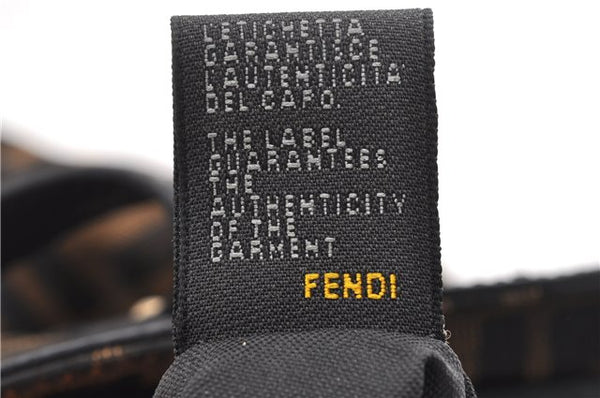 L'ETICHETTA
GARANTISCE
L'AUTENTICITA'
DEL CAPO.
THE LABEL
GUARANTEES
THE
AUTHENTICITY
OF THE
GARMENT
FENDI